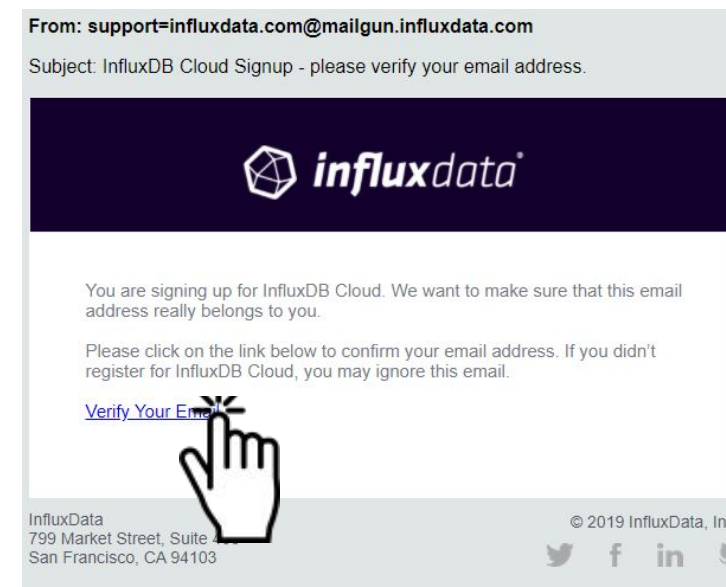 From: support=influxdata.com@mailgun.influxdata.com
Subject: InfluxDB Cloud Signup - please verify your email address.
influxdata®
You are signing up for InfluxDB Cloud. We want to make sure that this email
address really belongs to you.
Please click on the link below to confirm your email address. If you didn't
register for InfluxDB Cloud, you may ignore this email.
Verify Your Email
InfluxData
© 2019 InfluxData, In
799 Market Street, Suite
San Francisco, CA 94103